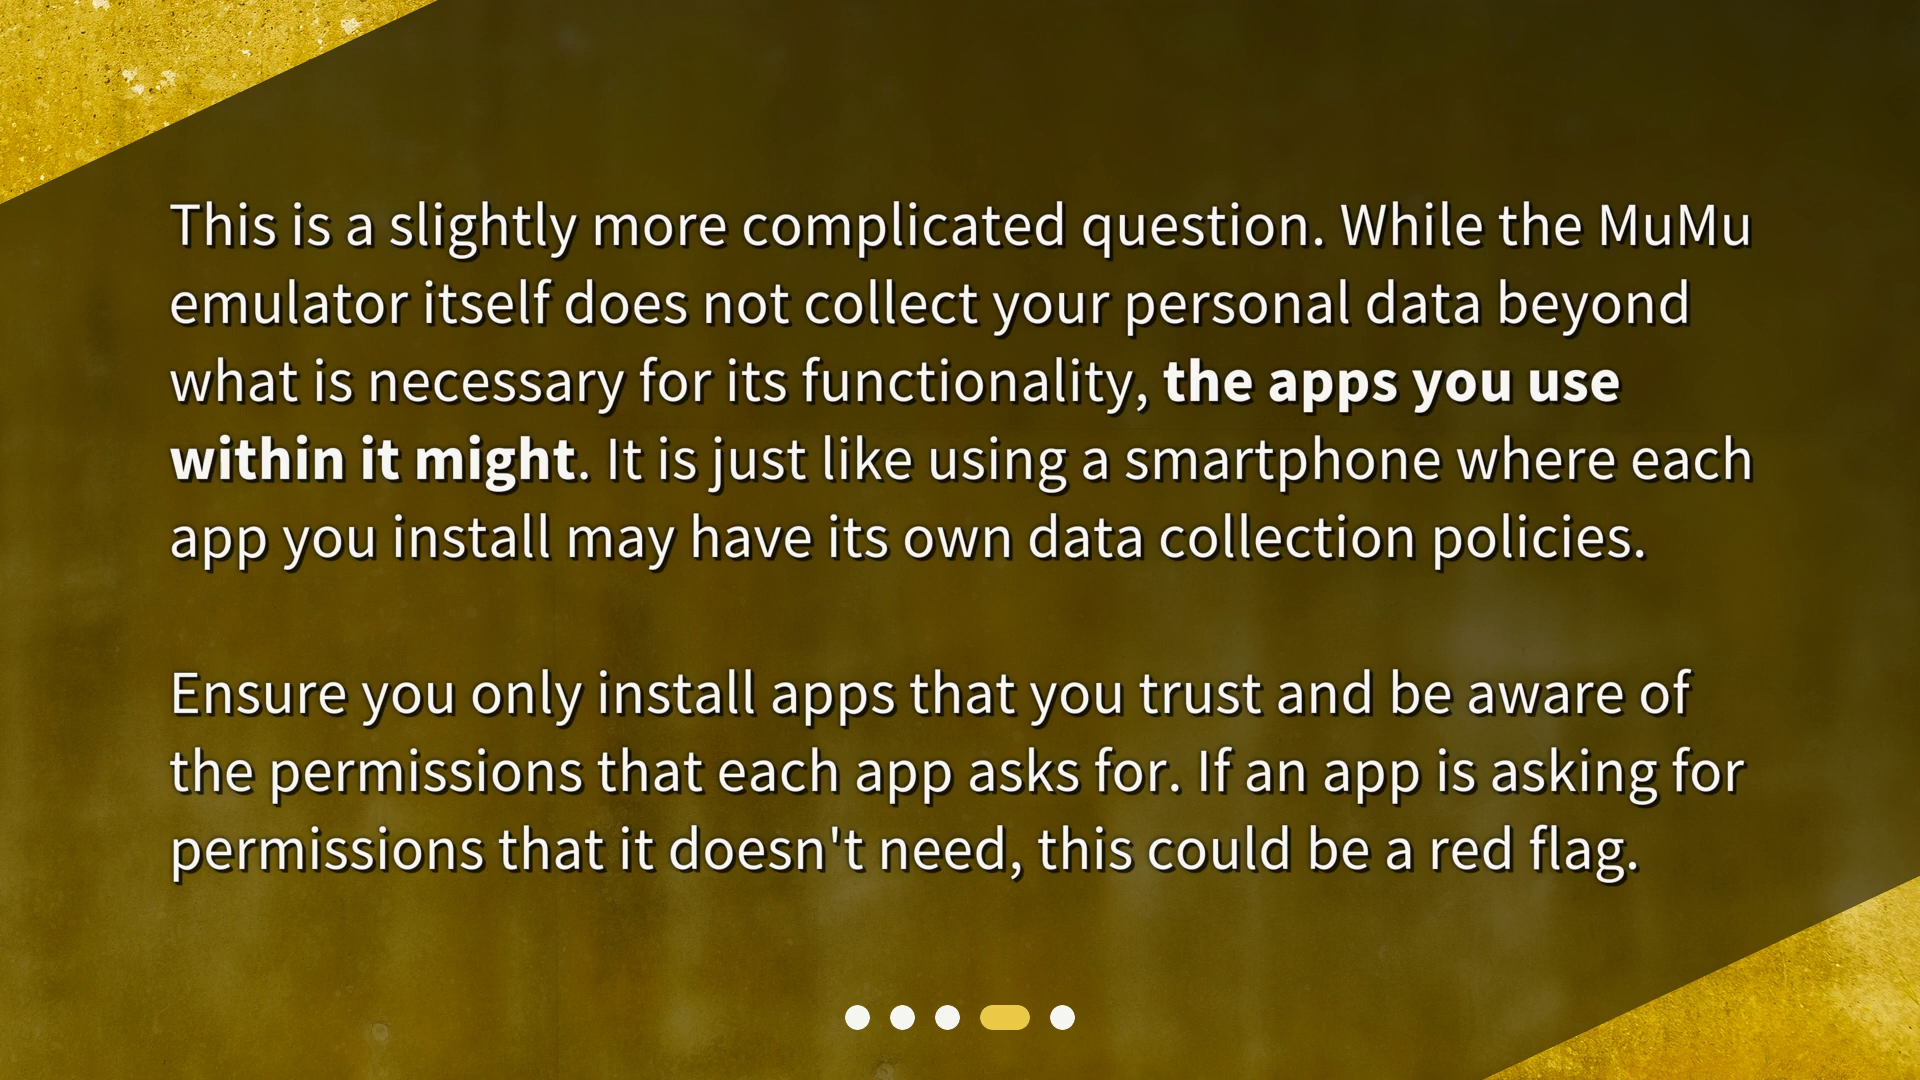 This is a slightly more complicated question. While the MuMu
emulator itself does not collect your personal data beyond
what is necessary for its functionality, the apps you use
within it might. It is just like using a smartphone where each
app you install may have its own data collection policies.
Ensure you only install apps that you trust and be aware of
the permissions that each app asks for. If an app is asking for
permissions that it doesn't need, this could be a red flag.